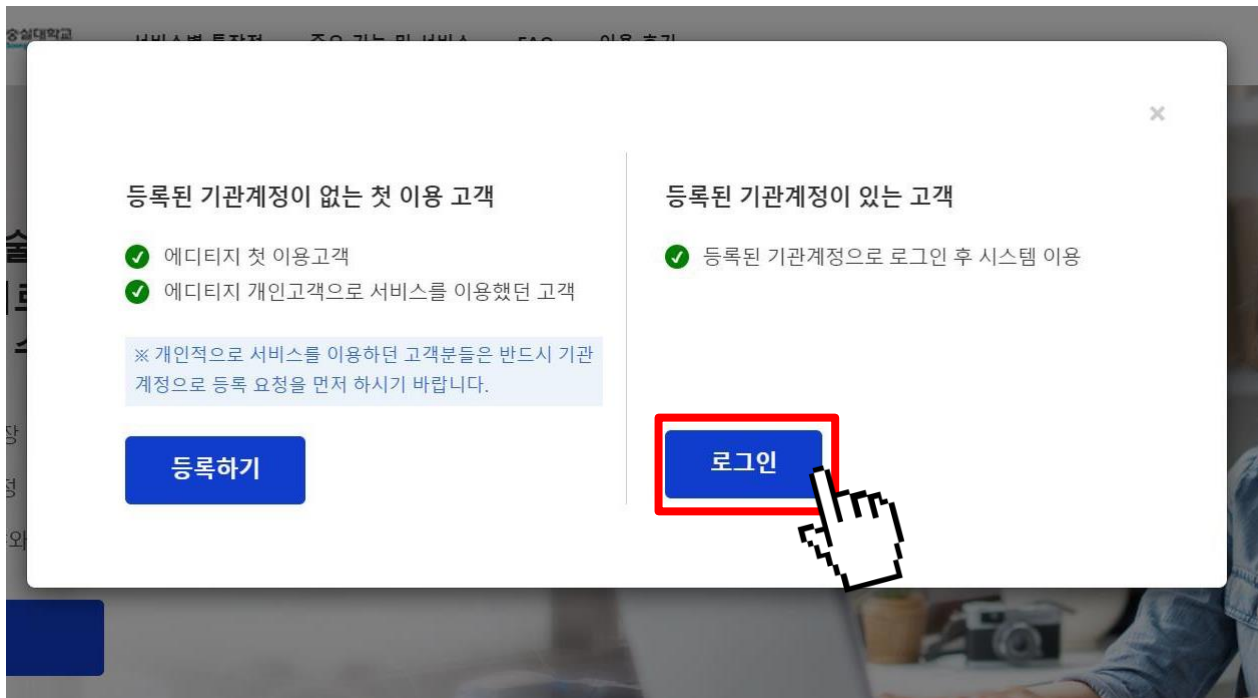 숭실대학교
등록된 기관계정이 없는 첫 이용 고객
에디티지 첫 이용고객
에디티지 개인고객으로 서비스를 이용했던 고객
※ 개인적으로 서비스를 이용하던 고객분들은 반드시 기관
계정으로 등록 요청을 먼저 하시기 바랍니다.
등록하기
등록된 기관계정이 있는 고객
등록된 기관계정으로 로그인 후 시스템 이용
로그인